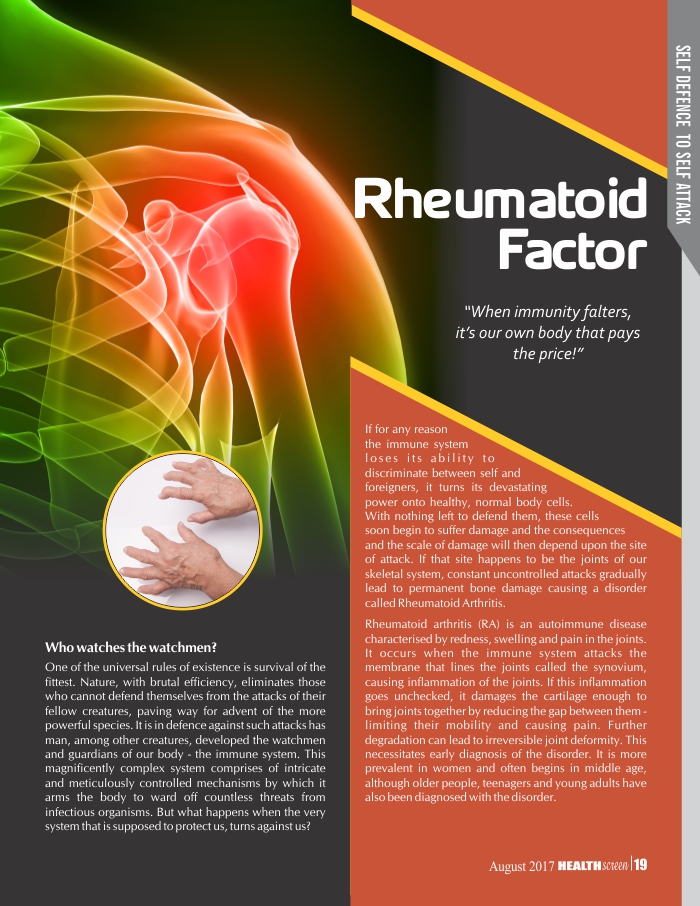 SELF DEFENCE TO SELF ATTACK
Rheumatoid
Factor
“When immunity falters,
it’s our own body that pays
the price!”
Who watches the watchmen?
One of the universal rules of existence is survival of the
fittest. Nature, with brutal efficiency, eliminates those
who cannot defend themselves from the attacks of their
fellow creatures, paving way for advent of the more
powerful species. It is in defence against such attacks has
man, among other creatures, developed the watchmen
and guardians of our body - the immune system. This
magnificently complex system comprises of intricate
and meticulously controlled mechanisms by which it
arms the body to ward off countless threats from
infectious organisms. But what happens when the very
system that is supposed to protect us, turns against us?
If for any reason
the immune system
loses its ability to
discriminate between self and
foreigners, it turns its devastating
power onto healthy, normal body cells.
With nothing left to defend them, these cells
soon begin to suffer damage and the consequences
and the scale of damage will then depend upon the site
of attack. If that site happens to be the joints of our
skeletal system, constant uncontrolled attacks gradually
lead to permanent bone damage causing a disorder
called Rheumatoid Arthritis.
Rheumatoid arthritis (RA) is an autoimmune disease
characterised by redness, swelling and pain in the joints.
It occurs when the immune system attacks the
membrane that lines the joints called the synovium,
causing inflammation of the joints. If this inflammation
goes unchecked, it damages the cartilage enough to
bring joints together by reducing the gap between them -
limiting their mobility and causing pain. Further
degradation can lead to irreversible joint deformity. This
necessitates early diagnosis of the disorder. It is more
prevalent in women and often begins in middle age,
although older people, teenagers and young adults have
also been diagnosed with the disorder.
August 2017 HEALTHscreen 19